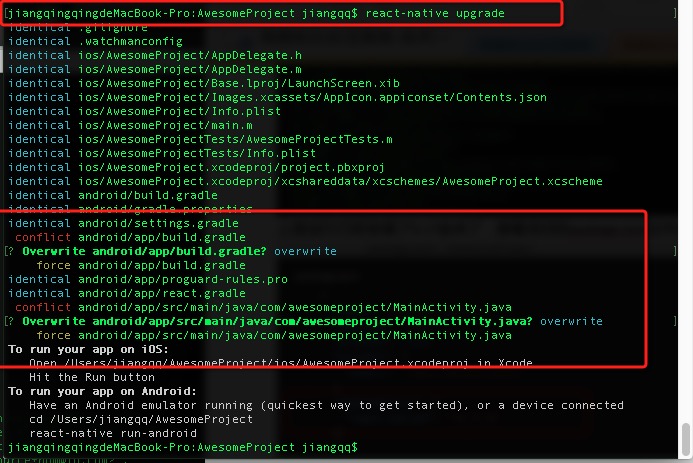 [jiangqingqingdeMacBook-Pro:AwesomeProject jiangqq$ react-native upgrade ]
identical .gitignore
identical .watchmanconfig
identical ios/AwesomeProject/AppDelegate.h
identical ios/AwesomeProject/AppDelegate.m
identical ios/AwesomeProject/Base.lproj/LaunchScreen.xib
identical ios/AwesomeProject/Images.xcassets/AppIcon.appiconset/Contents.json
identical ios/AwesomeProject/Info.plist
identical ios/AwesomeProject/main.m
identical ios/AwesomeProjectTests/AwesomeProjectTests.m
identical ios/AwesomeProjectTests/Info.plist
identical ios/AwesomeProject.xcodeproj/project.pbxproj
identical ios/AwesomeProject.xcodeproj/xcshareddata/xcschemes/AwesomeProject.xcscheme
identical android/build.gradle
identical android/gradle.properties
identical android/settings.gradle
conflict android/app/build.gradle
[? Overwrite android/app/build.gradle? overwrite ]
force android/app/build.gradle
identical android/app/proguard-rules.pro
identical android/app/react.gradle
conflict android/app/src/main/java/com/awesomeproject/MainActivity.java
[? Overwrite android/app/src/main/java/com/awesomeproject/MainActivity.java? overwrite ]
force android/app/src/main/java/com/awesomeproject/MainActivity.java
To run your app on iOS:
Open /Users/jiangqq/AwesomeProject/ios/AwesomeProject.xcodeproj in Xcode
Hit the Run button
To run your app on Android:
Have an Android emulator running (quickest way to get started), or a device connected
cd /Users/jiangqq/AwesomeProject
react-native run-android
jiangqingqingdeMacBook-Pro:AwesomeProject jiangqq$